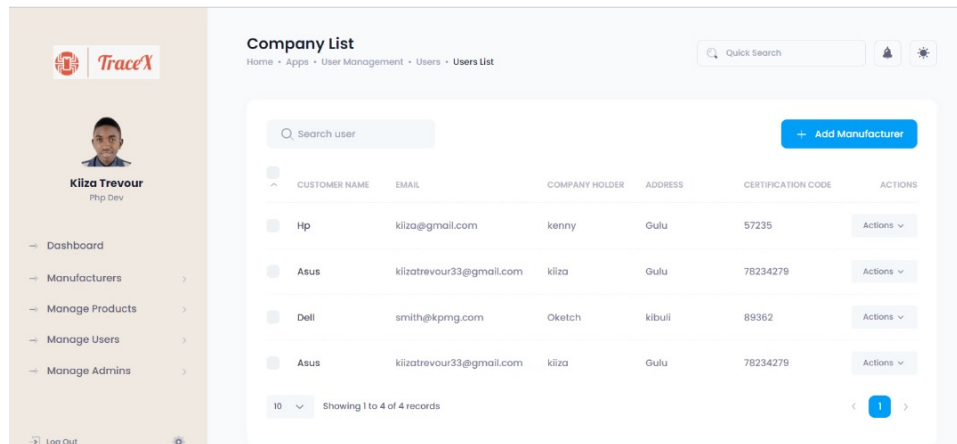 TraceX
Kiiza Trevour
Php Dev
Dashboard
Manufacturers
Manage Products
Manage Users
Manage Admins
Log Out
Company List
Home • Apps • User Management • Users • Users List
Quick Search
Search user
+ Add Manufacturer
CUSTOMER NAME EMAIL COMPANY HOLDER ADDRESS CERTIFICATION CODE ACTIONS
Hp kiiza@gmail.com kenny Gulu 57235 Actions
Asus kiizatrevour33@gmail.com kiiza Gulu 78234279 Actions
Dell smith@kpmg.com Oketch kibuli 89362 Actions
Asus kiizatrevour33@gmail.com kiiza Gulu 78234279 Actions
10 Showing 1 to 4 of 4 records < 1 >